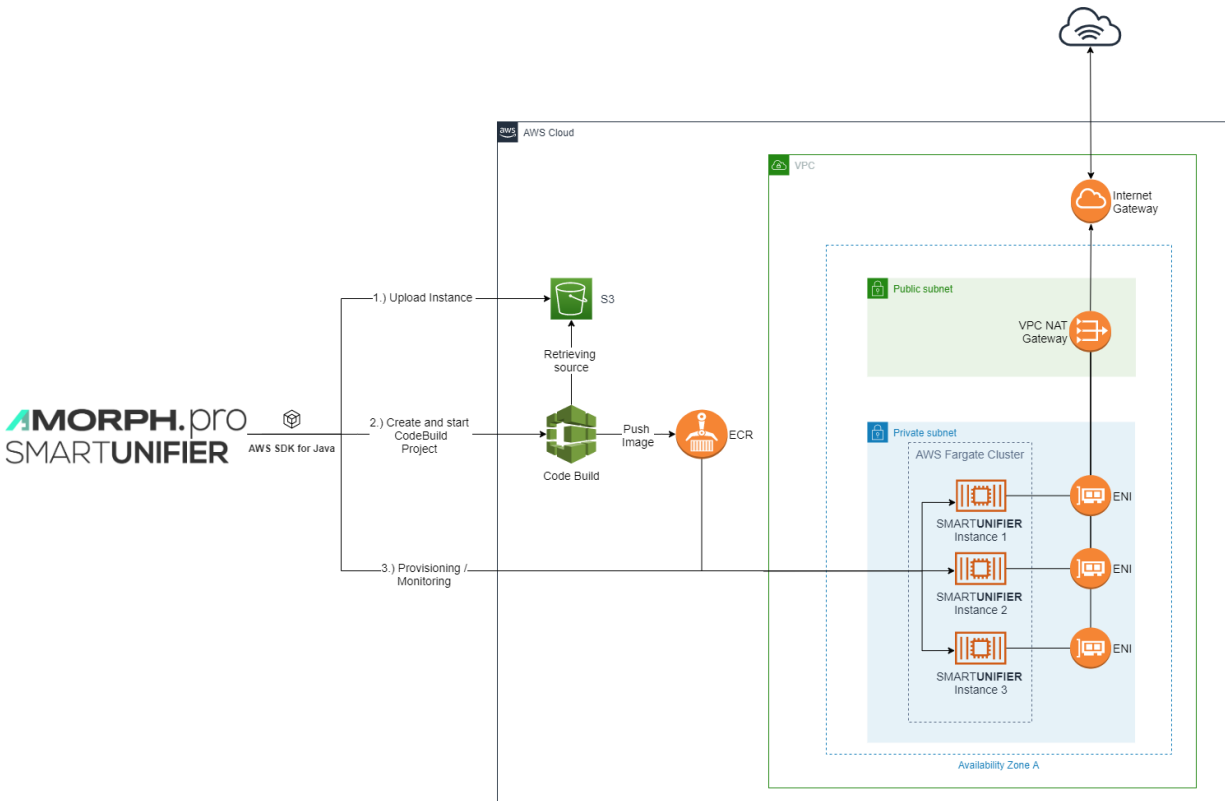 aws
AWS Cloud
VPC
Internet
Gateway
Public subnet
VPC NAT
Gateway
1.) Upload Instance
S3
Retrieving
source
AMORPH.pro
SMARTUNIFIER
AWS SDK for Java
2.) Create and start
CodeBuild
Project
Code Build
Push
Image
ECR
3.) Provisioning /
Monitoring
Private subnet
AWS Fargate Cluster
SMARTUNIFIER
Instance 1
ENI
SMARTUNIFIER
Instance 2
ENI
SMARTUNIFIER
Instance 3
ENI
Availability Zone A